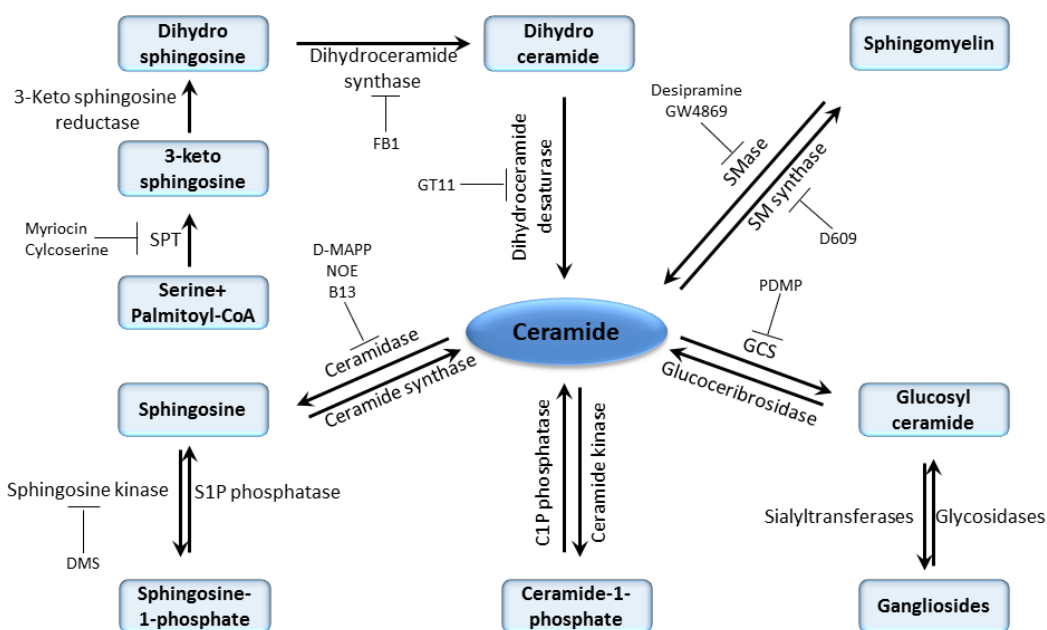 Dihydro
sphingosine
Dihydroceramide
synthase
FB1
Dihydro
ceramide
Sphingomyelin
3-Keto sphingosine
reductase
3-keto
sphingosine
Myriocin
Cylcoserine
SPT
Serine+
Palmitoyl-CoA
GT11
Dihydroceramide
desaturase
Desipramine
GW4869
SMase
SM synthase
D609
D-MAPP
NOE
B13
Ceramidase
Ceramide synthase
Ceramide
PDMP
GCS
Glucoceribrosidase
Sphingosine
Glucosyl
ceramide
Sphingosine kinase
S1P phosphatase
DMS
C1P phosphatase
Ceramide kinase
Sialyltransferases
Glycosidases
Sphingosine-
1-phosphate
Ceramide-1-
phosphate
Gangliosides